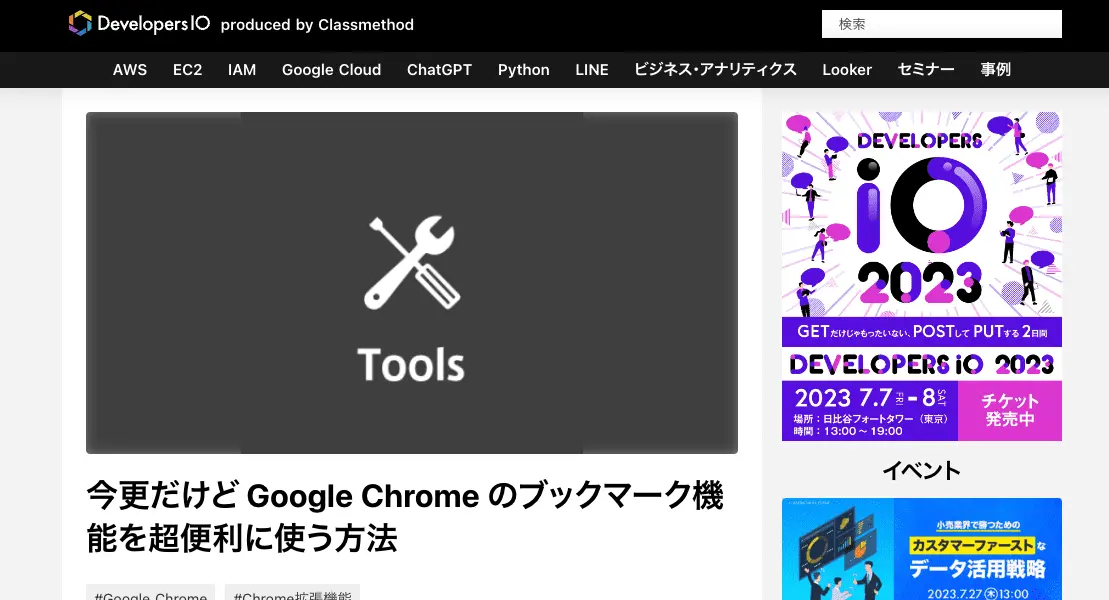 DevelopersIO produced by Classmethod
検索
AWS EC2 IAM Google Cloud ChatGPT Python LINE ビジネス・アナリティクス Looker セミナー 事例
Tools
今更だけど Google Chrome のブックマーク機
能を超便利に使う方法
#Google Chrome #Chrome拡張機能
DEVELOPERS
iO
2023
GETだけじゃもったいない、POSTして PUTする 2日間
DEVELOPERS iO 2023
2023 7.7 FRI - 8 SAT
場所:日比谷フォートタワー(東京)
時間:13:00 〜 19:00
チケット
発売中
イベント
小売業界で勝つための
カスタマーファーストな
データ活用戦略
2023.7.27 木 13:00